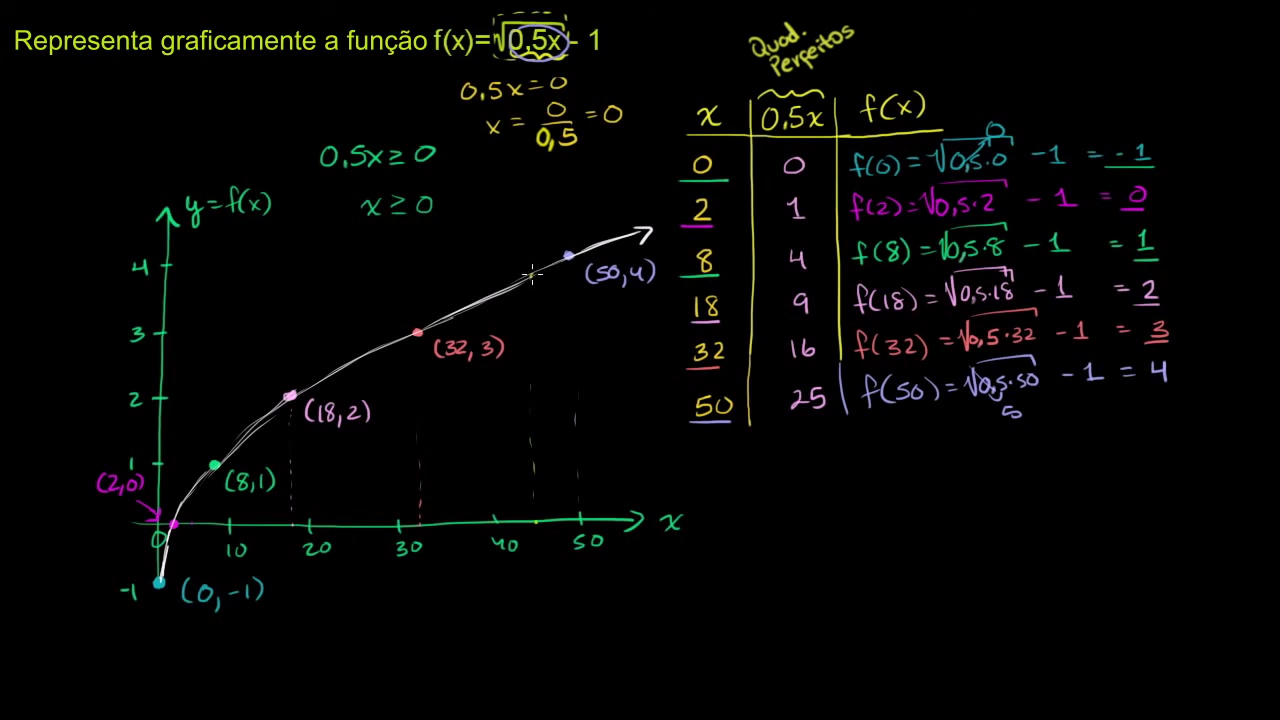 Representa graficamente a função f(x)=√0,5x - 1
0,5x = 0
x = 0/0,5 = 0
0,5x ≥ 0
x ≥ 0
Quad. Perfeitos
x 0,5x f(x)
0 0 f(0) = √0,5·0 - 1 = -1
0
2 1 f(2) = √0,5·2 - 1 = 0
8 4 f(8) = √0,5·8 - 1 = 1
18 9 f(18) = √0,5·18 - 1 = 2
32 16 f(32) = √0,5·32 - 1 = 3
50 25 f(50) = √0,5·50 - 1 = 4
5
y = f(x)
4
(50,4)
3
(32,3)
2
(18,2)
1
(2,0)
(8,1)
x
0 10 20 30 40 50
-1
(0,-1)